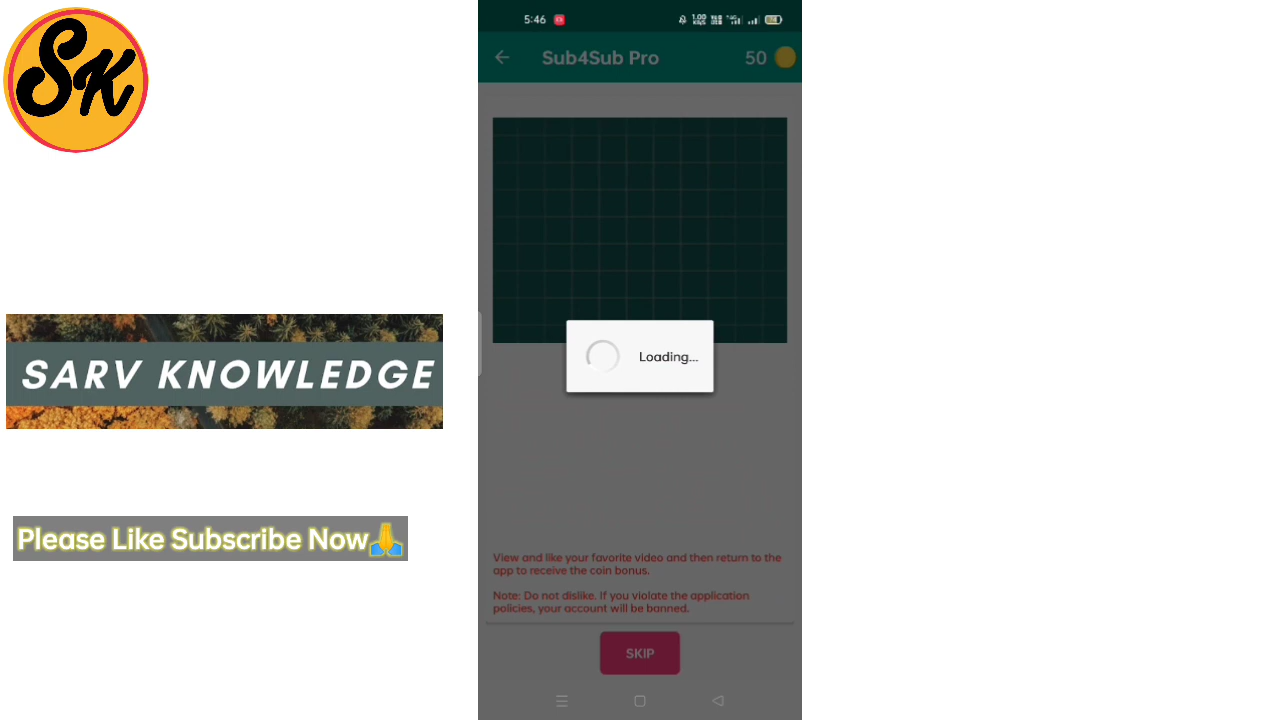 SK
5:46
1.00
Sub4Sub Pro
50
SARV KNOWLEDGE
Loading...
Please Like Subscribe Now🙏
View and like your favorite video and then return to the
app to receive the coin bonus.
Note: Do not dislike. If you violate the application
policies, your account will be banned.
SKIP